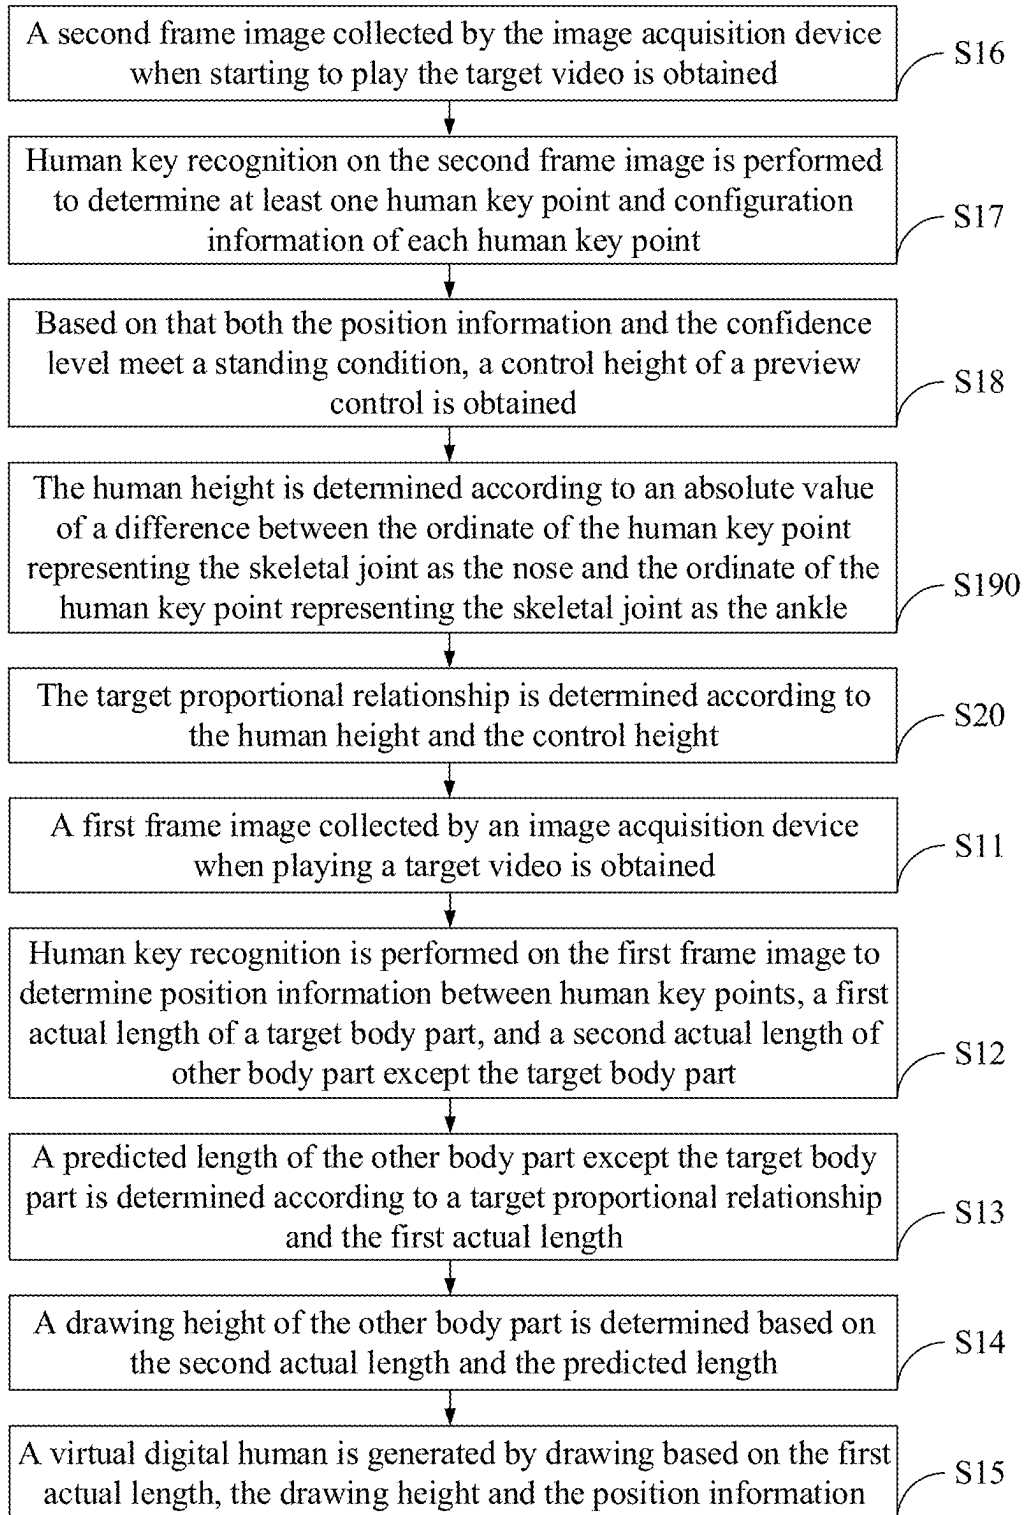 A second frame image collected by the image acquisition device
when starting to play the target video is obtained
S16
Human key recognition on the second frame image is performed
to determine at least one human key point and configuration
information of each human key point
S17
Based on that both the position information and the confidence
level meet a standing condition, a control height of a preview
control is obtained
S18
The human height is determined according to an absolute value
of a difference between the ordinate of the human key point
representing the skeletal joint as the nose and the ordinate of the
human key point representing the skeletal joint as the ankle
S190
The target proportional relationship is determined according to
the human height and the control height
S20
A first frame image collected by an image acquisition device
when playing a target video is obtained
S11
Human key recognition is performed on the first frame image to
determine position information between human key points, a first
actual length of a target body part, and a second actual length of
other body part except the target body part
S12
A predicted length of the other body part except the target body
part is determined according to a target proportional relationship
and the first actual length
S13
A drawing height of the other body part is determined based on
the second actual length and the predicted length
S14
A virtual digital human is generated by drawing based on the first
actual length, the drawing height and the position information
S15